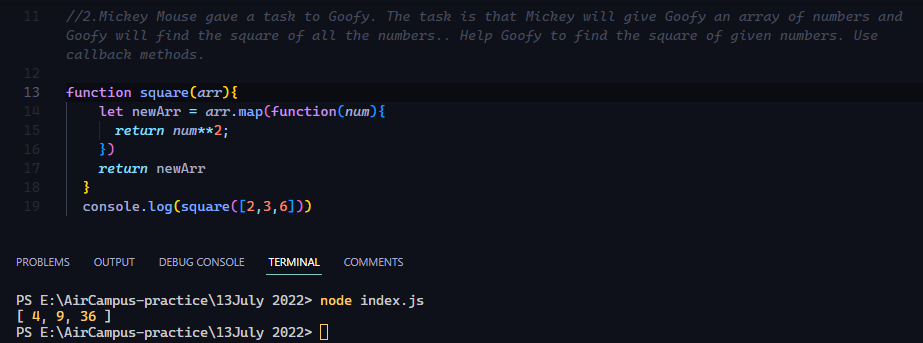 11 //2.Mickey Mouse gave a task to Goofy. The task is that Mickey will give Goofy an array of numbers and
Goofy will find the square of all the numbers.. Help Goofy to find the square of given numbers. Use
callback methods.
12
13 function square(arr){
14 let newArr = arr.map(function(num){
15 return num**2;
16 })
17 return newArr
18 }
19 console.log(square([2,3,6]))
PROBLEMS OUTPUT DEBUG CONSOLE TERMINAL COMMENTS
PS E:\AirCampus-practice\13July 2022> node index.js
[ 4, 9, 36 ]
PS E:\AirCampus-practice\13July 2022>